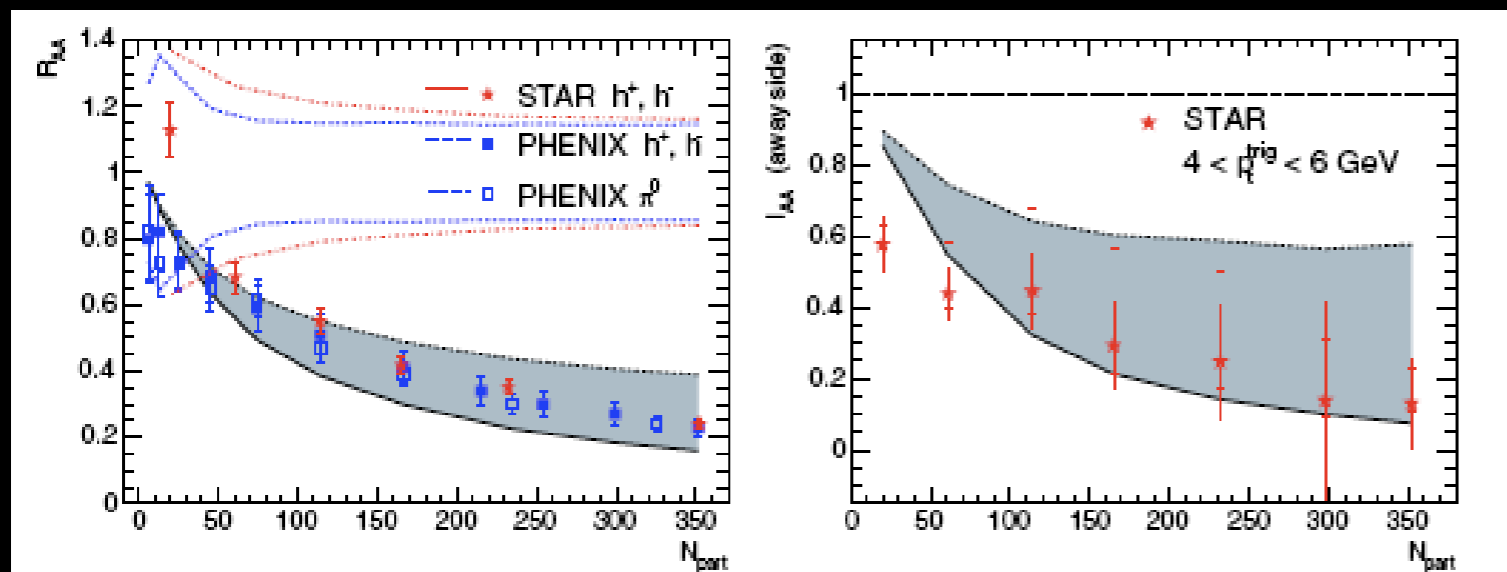 R_AA
1.4
1.2
1
0.8
0.6
0.4
0.2
0
STAR h⁺, h⁻
PHENIX h⁺, h⁻
PHENIX π⁰
0 50 100 150 200 250 300 350
N_part
I_AA (away side)
1
0.8
0.6
0.4
0.2
0
STAR
4 < p_t^trig < 6 GeV
0 50 100 150 200 250 300 350
N_part